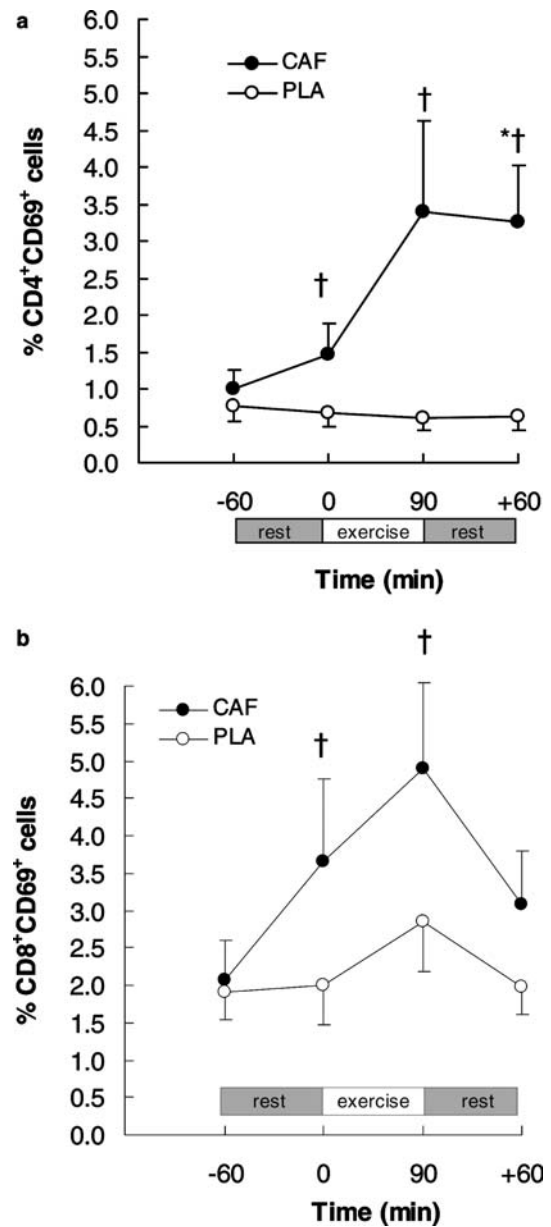 a
6.0
5.5
5.0
4.5
4.0
3.5
3.0
2.5
2.0
1.5
1.0
0.5
0.0
% CD4⁺CD69⁺ cells
CAF
PLA
†
†
*†
-60 0 90 +60
rest exercise rest
Time (min)
b
6.0
5.5
5.0
4.5
4.0
3.5
3.0
2.5
2.0
1.5
1.0
0.5
0.0
% CD8⁺CD69⁺ cells
CAF
PLA
†
†
rest exercise rest
-60 0 90 +60
Time (min)